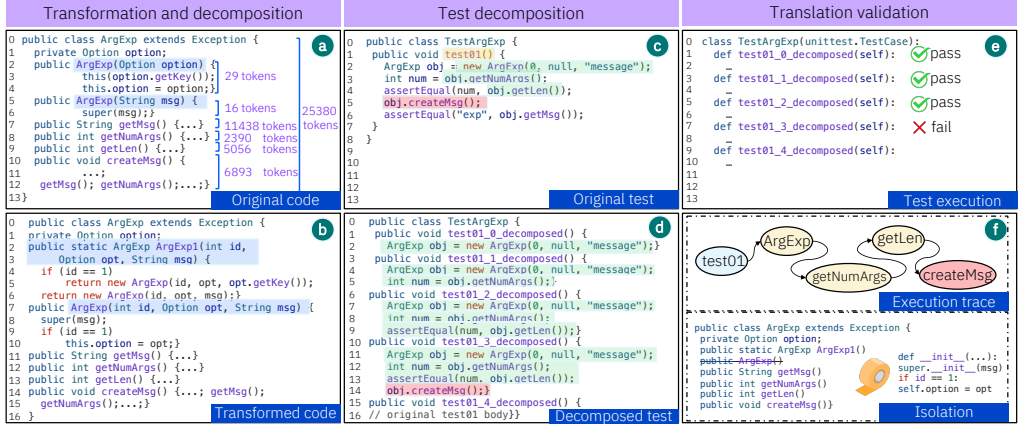 Transformation and decomposition
a
0 public class ArgExp extends Exception {
1 private Option option;
2 public ArgExp(Option option) {
3 this(option.getKey());
4 this.option = option;}
5 public ArgExp(String msg) {
6 super(msg);}
7 public String getMsg() {...}
8 public int getNumArgs() {...}
9 public int getLen() {...}
10 public void createMsg() {
11 ...;
12 getMsg(); getNumArgs();...;}
13}
29 tokens
16 tokens
11438 tokens
2390 tokens
5056 tokens
6893 tokens
25380
tokens
Original code
b
0 public class ArgExp extends Exception {
1 private Option option;
2 public static ArgExp ArgExp1(int id,
3 Option opt, String msg) {
4 if (id == 1)
5 return new ArgExp(id, opt, opt.getKey());
6 return new ArgExp(id, opt, msg);}
7 public ArgExp(int id, Option opt, String msg) {
8 super(msg);
9 if (id == 1)
10 this.option = opt;}
11 public String getMsg() {...}
12 public int getNumArgs() {...}
13 public int getLen() {...}
14 public void createMsg() {...; getMsg();
15 getNumArgs();...;}
16 }
Transformed code
Test decomposition
c
0 public class TestArgExp {
1 public void test01() {
2 ArgExp obj = new ArgExp(0, null, "message");
3 int num = obj.getNumArgs();
4 assertEqual(num, obj.getLen());
5 obj.createMsg();
6 assertEqual("exp", obj.getMsg());
7 }
8 }
9
10
11
12
13
Original test
d
0 public class TestArgExp {
1 public void test01_0_decomposed() {
2 ArgExp obj = new ArgExp(0, null, "message");}
3 public void test01_1_decomposed() {
4 ArgExp obj = new ArgExp(0, null, "message");
5 int num = obj.getNumArgs();}
6 public void test01_2_decomposed() {
7 ArgExp obj = new ArgExp(0, null, "message");
8 int num = obj.getNumArgs();
9 assertEqual(num, obj.getLen());}
10 public void test01_3_decomposed() {
11 ArgExp obj = new ArgExp(0, null, "message");
12 int num = obj.getNumArgs();
13 assertEqual(num, obj.getLen());
14 obj.createMsg();}
15 public void test01_4_decomposed() {
16 // original test01 body}}
Decomposed test
Translation validation
e
0 class TestArgExp(unittest.TestCase):
1 def test01_0_decomposed(self): pass
2 …
3 def test01_1_decomposed(self): pass
4 …
5 def test01_2_decomposed(self): pass
6 …
7 def test01_3_decomposed(self): fail
8 …
9 def test01_4_decomposed(self):
10 …
11
12
13
Test execution
f
test01
ArgExp
getNumArgs
getLen
createMsg
Execution trace
public class ArgExp extends Exception {
private Option option;
public static ArgExp ArgExp1()
public ArgExp()
public String getMsg()
public int getNumArgs()
public int getLen()
public void createMsg()}
def __init__(...):
super.__init__(msg)
if id == 1:
self.option = opt
Isolation